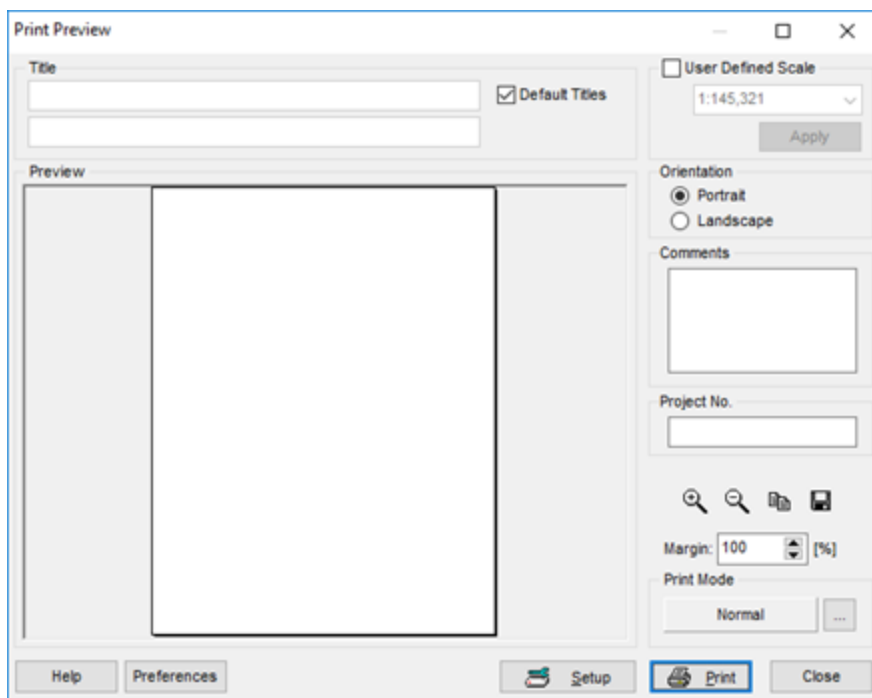 Print Preview
Title
Default Titles
User Defined Scale
1:145,321
Apply
Preview
Orientation
Portrait
Landscape
Comments
Project No.
Margin: 100 [%]
Print Mode
Normal ...
Help Preferences Setup Print Close